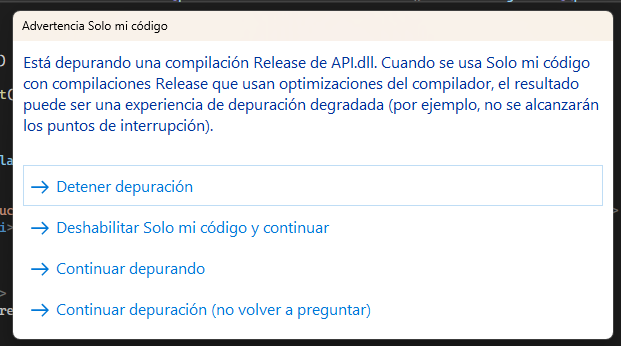 Advertencia Solo mi código
Está depurando una compilación Release de API.dll. Cuando se usa Solo mi código
con compilaciones Release que usan optimizaciones del compilador, el resultado
puede ser una experiencia de depuración degradada (por ejemplo, no se alcanzarán
los puntos de interrupción).
→ Detener depuración
→ Deshabilitar Solo mi código y continuar
→ Continuar depurando
→ Continuar depuración (no volver a preguntar)